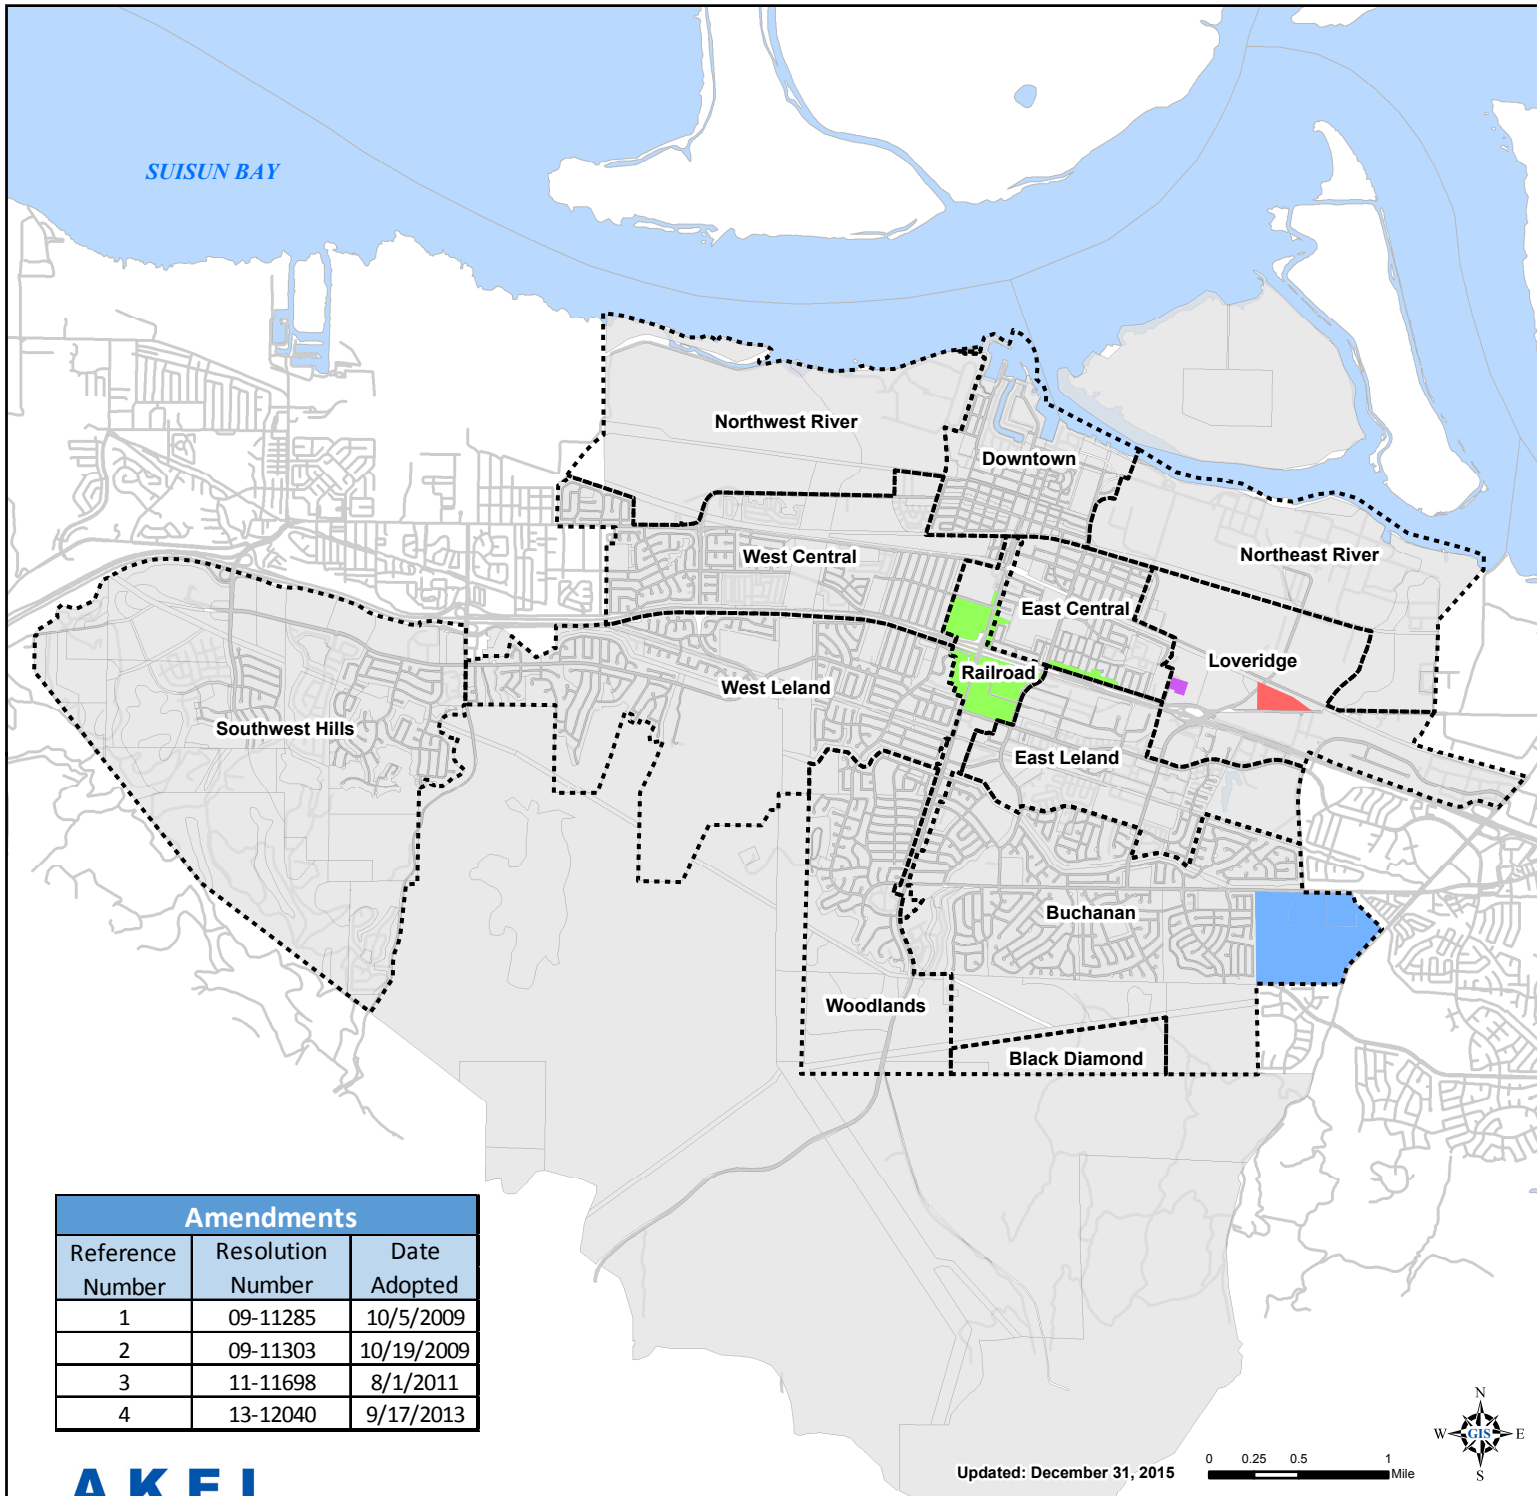 SUISUN BAY
Northwest River
Downtown
West Central
Northeast River
East Central
Loveridge
Railroad
West Leland
Southwest Hills
East Leland
Buchanan
Woodlands
Black Diamond
Amendments
Reference Number Resolution Number Date Adopted
1 09-11285 10/5/2009
2 09-11303 10/19/2009
3 11-11698 8/1/2011
4 13-12040 9/17/2013
N
W GIS E
S
0 0.25 0.5 1
Mile
Updated: December 31, 2015
AKEL